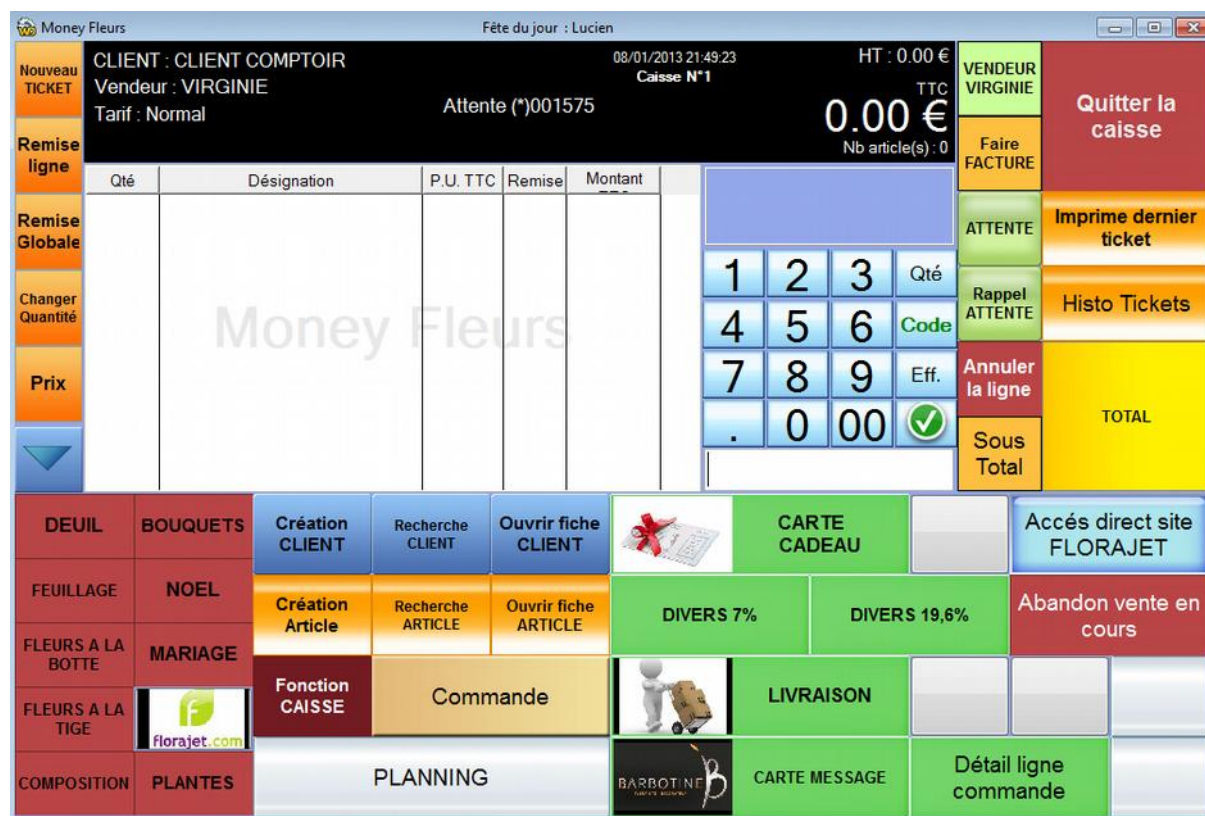 Money Fleurs
Fête du jour : Lucien
Nouveau
TICKET
CLIENT : CLIENT COMPTOIR
Vendeur : VIRGINIE
Tarif : Normal
Attente (*)001575
08/01/2013 21:49:23
Caisse N°1
HT : 0.00 €
TTC
0.00 €
Nb article(s) : 0
VENDEUR
VIRGINIE
Quitter la
caisse
Remise
ligne
Faire
FACTURE
Qté Désignation P.U. TTC Remise Montant
Remise
Globale
ATTENTE
Imprime dernier
ticket
Changer
Quantité
Money Fleurs
1 2 3 Qté
4 5 6 Code
7 8 9 Eff.
. 0 00
Rappel
ATTENTE
Histo Tickets
Prix
Annuler
la ligne
TOTAL
Sous
Total
DEUIL
BOUQUETS
Création
CLIENT
Recherche
CLIENT
Ouvrir fiche
CLIENT
CARTE
CADEAU
Accés direct site
FLORAJET
FEUILLAGE
NOEL
Création
Article
Recherche
ARTICLE
Ouvrir fiche
ARTICLE
DIVERS 7%
DIVERS 19,6%
Abandon vente en
cours
FLEURS A LA
BOTTE
MARIAGE
Fonction
CAISSE
Commande
LIVRAISON
FLEURS A LA
TIGE
florajet.com
COMPOSITION
PLANTES
PLANNING
BARBOTINE
CARTE MESSAGE
Détail ligne
commande